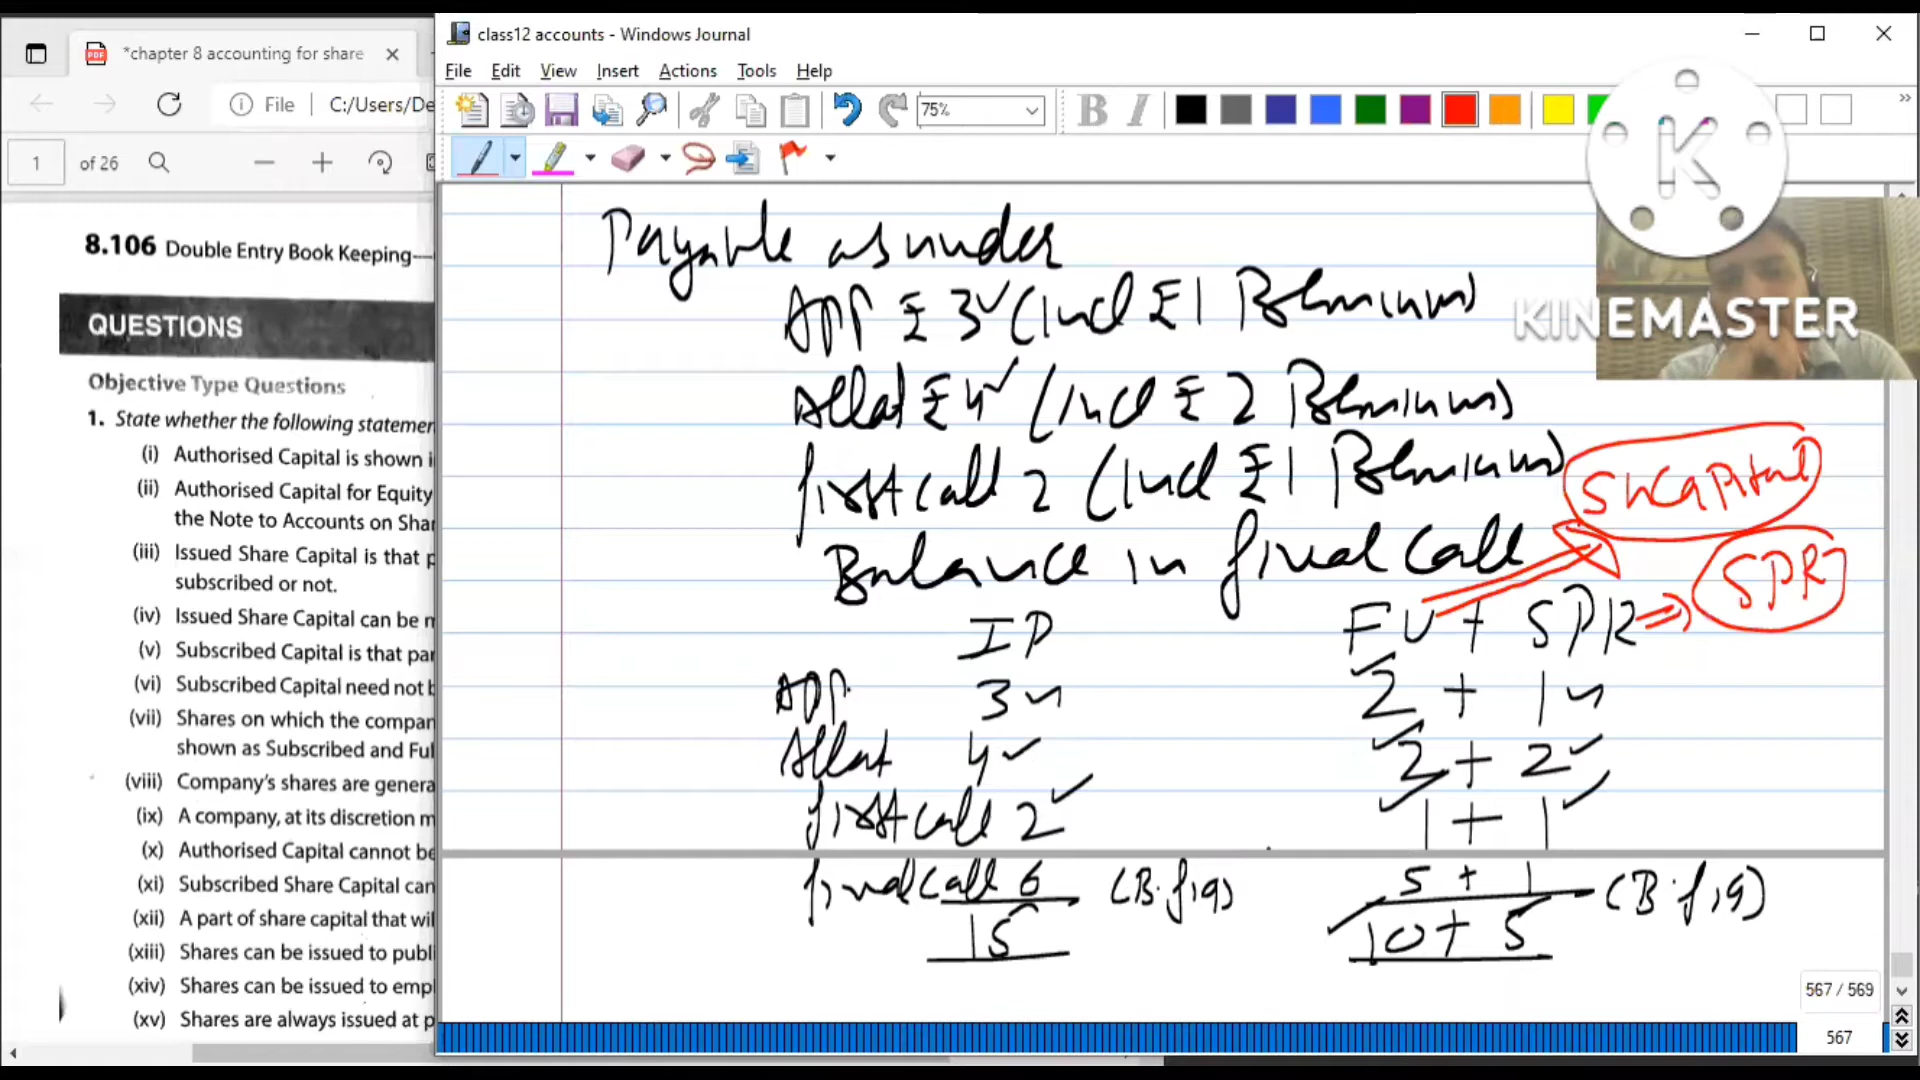 class12 accounts - Windows Journal
*chapter 8 accounting for share
File Edit View Insert Actions Tools Help
File C:/Users/De
75%
B I
1 of 26
K
KINEMASTER
8.106 Double Entry Book Keeping—
QUESTIONS
Objective Type Questions
1. State whether the following statemen
(i) Authorised Capital is shown i
(ii) Authorised Capital for Equity
the Note to Accounts on Shar
(iii) Issued Share Capital is that p
subscribed or not.
(iv) Issued Share Capital can be m
(v) Subscribed Capital is that par
(vi) Subscribed Capital need not b
(vii) Shares on which the compan
shown as Subscribed and Ful
(viii) Company's shares are genera
(ix) A company, at its discretion m
(x) Authorised Capital cannot be
(xi) Subscribed Share Capital can
(xii) A part of share capital that wil
(xiii) Shares can be issued to publi
(xiv) Shares can be issued to empl
(xv) Shares are always issued at p
Payable as under
APP ₹ 3 (incl ₹1 Premium)
Allot ₹ 4 (incl ₹ 2 Premium)
first call 2 (incl ₹1 Premium)
Balance in final call
Sh Capital
SPR
IP FV + SPR
APP. 3 2 + 1
Allot 4 2 + 2
first call 2 1 + 1
final call 6 (B.fig) 5 + 1 (B.fig)
15 10 + 5
567 / 569
567